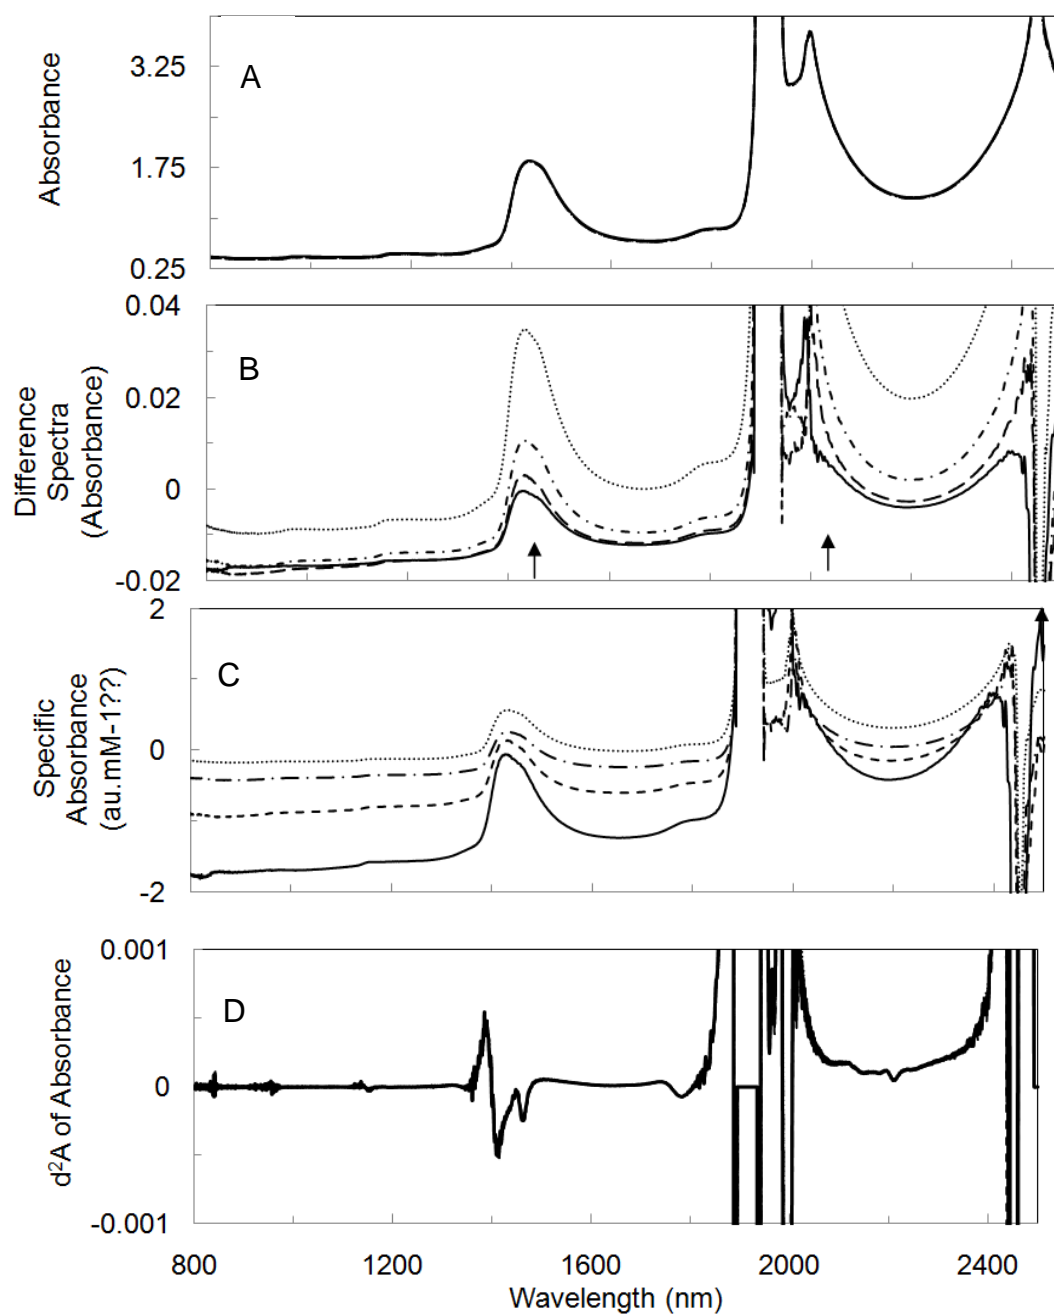 A
Absorbance
3.25
1.75
0.25
B
Difference
Spectra
(Absorbance)
0.04
0.02
0
-0.02
C
Specific
Absorbance
(au.mM-1??)
2
0
-2
D
d²A of Absorbance
0.001
0
-0.001
800 1200 1600 2000 2400
Wavelength (nm)